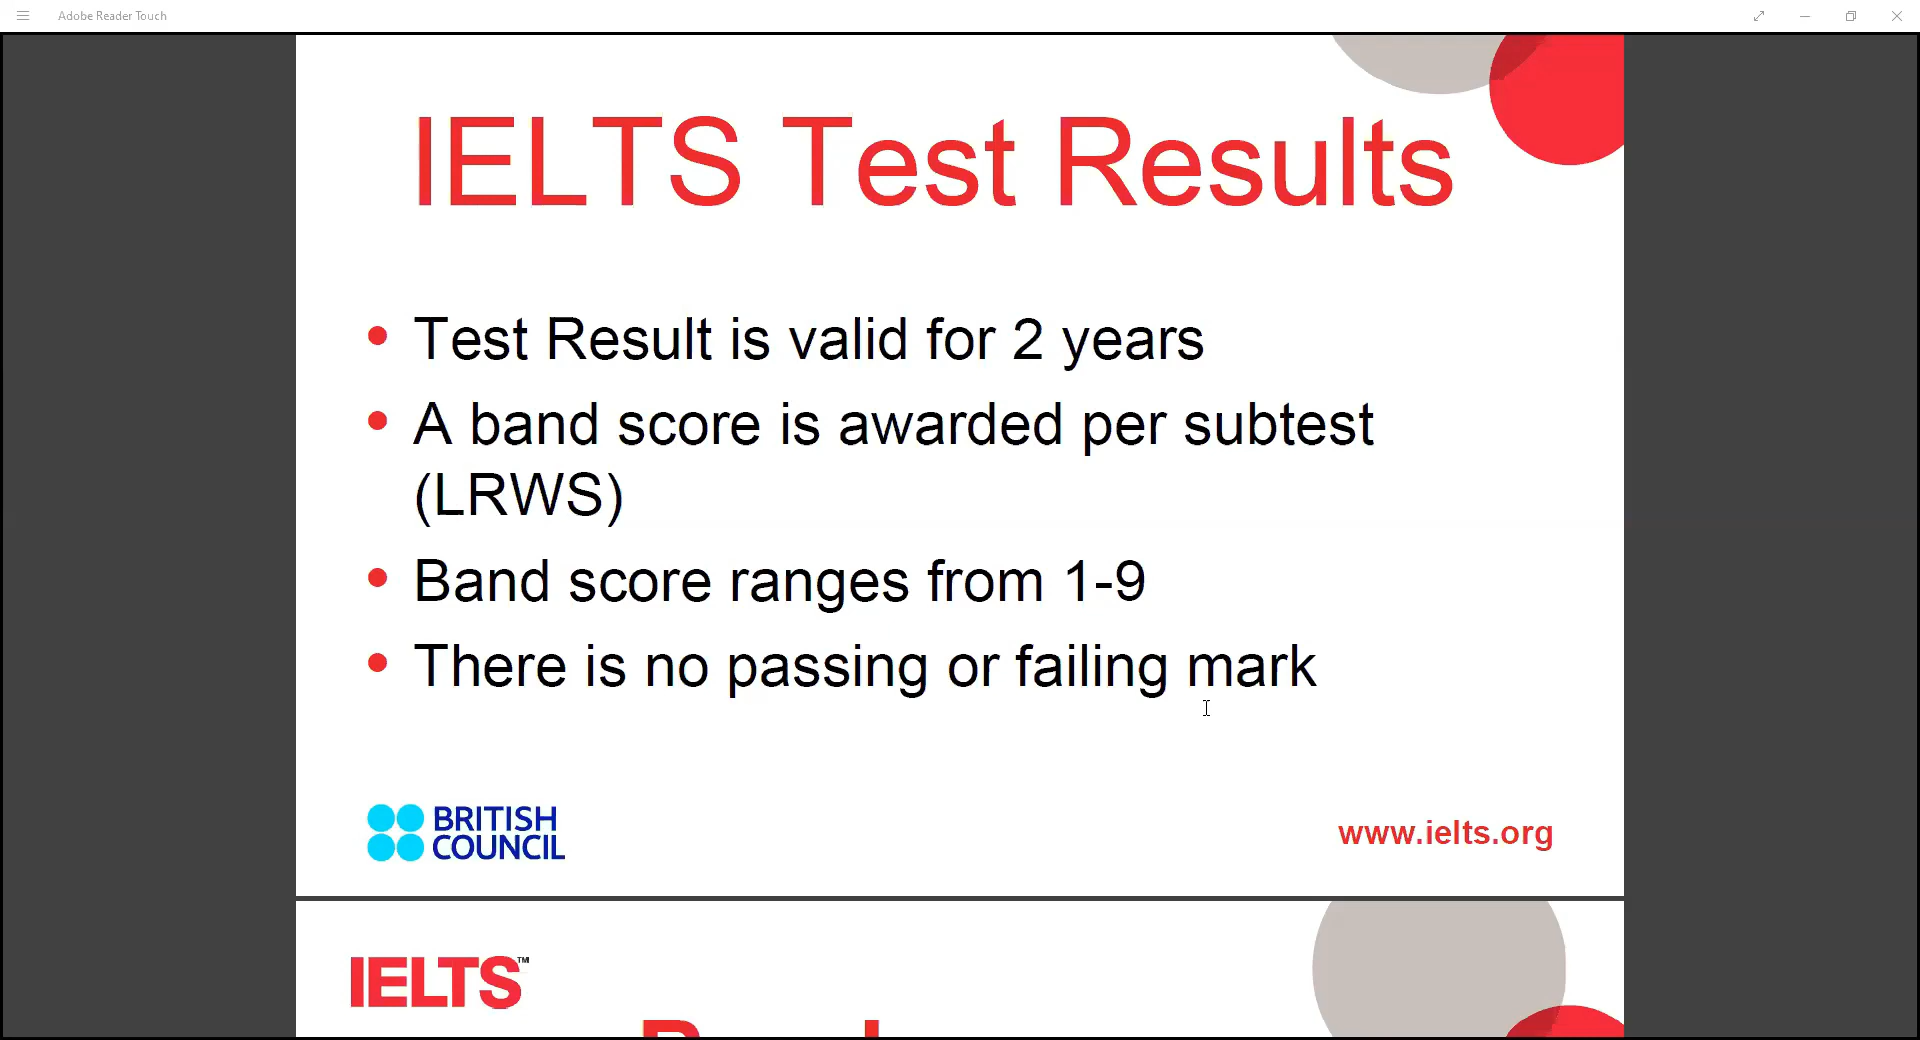 Adobe Reader Touch
IELTS Test Results
• Test Result is valid for 2 years
• A band score is awarded per subtest
(LRWS)
• Band score ranges from 1-9
• There is no passing or failing mark
BRITISH
COUNCIL
www.ielts.org
IELTS™